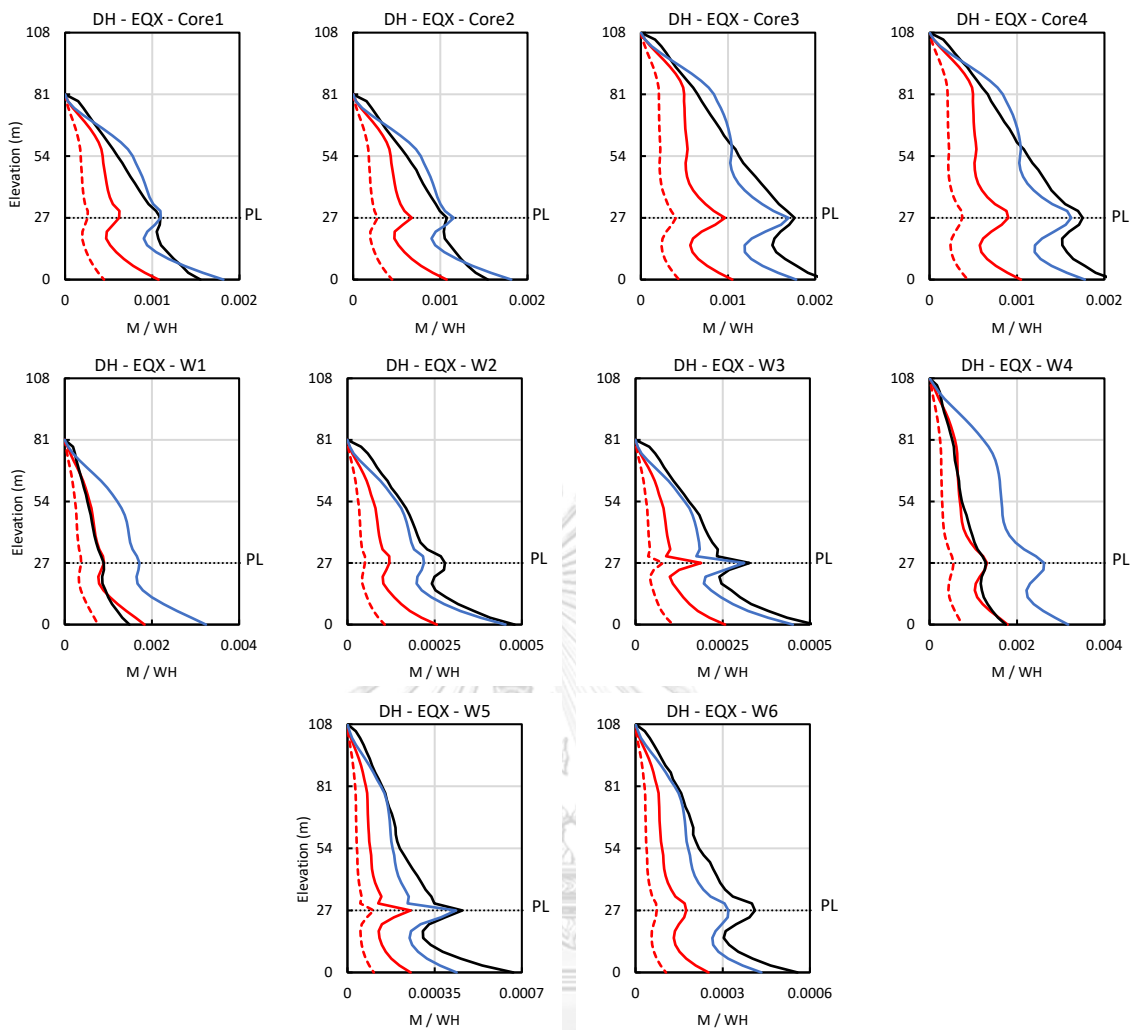 DH - EQX - Core1
108
81
54
27
0
Elevation (m)
PL
0 0.001 0.002
M / WH
DH - EQX - Core2
108
81
54
27
0
PL
0 0.001 0.002
M / WH
DH - EQX - Core3
108
81
54
27
0
PL
0 0.001 0.002
M / WH
DH - EQX - Core4
108
81
54
27
0
PL
0 0.001 0.002
M / WH
DH - EQX - W1
108
81
54
27
0
Elevation (m)
PL
0 0.002 0.004
M / WH
DH - EQX - W2
108
81
54
27
0
PL
0 0.00025 0.0005
M / WH
DH - EQX - W3
108
81
54
27
0
PL
0 0.00025 0.0005
M / WH
DH - EQX - W4
108
81
54
27
0
PL
0 0.002 0.004
M / WH
DH - EQX - W5
108
81
54
27
0
Elevation (m)
PL
0 0.00035 0.0007
M / WH
DH - EQX - W6
108
81
54
27
0
PL
0 0.0003 0.0006
M / WH